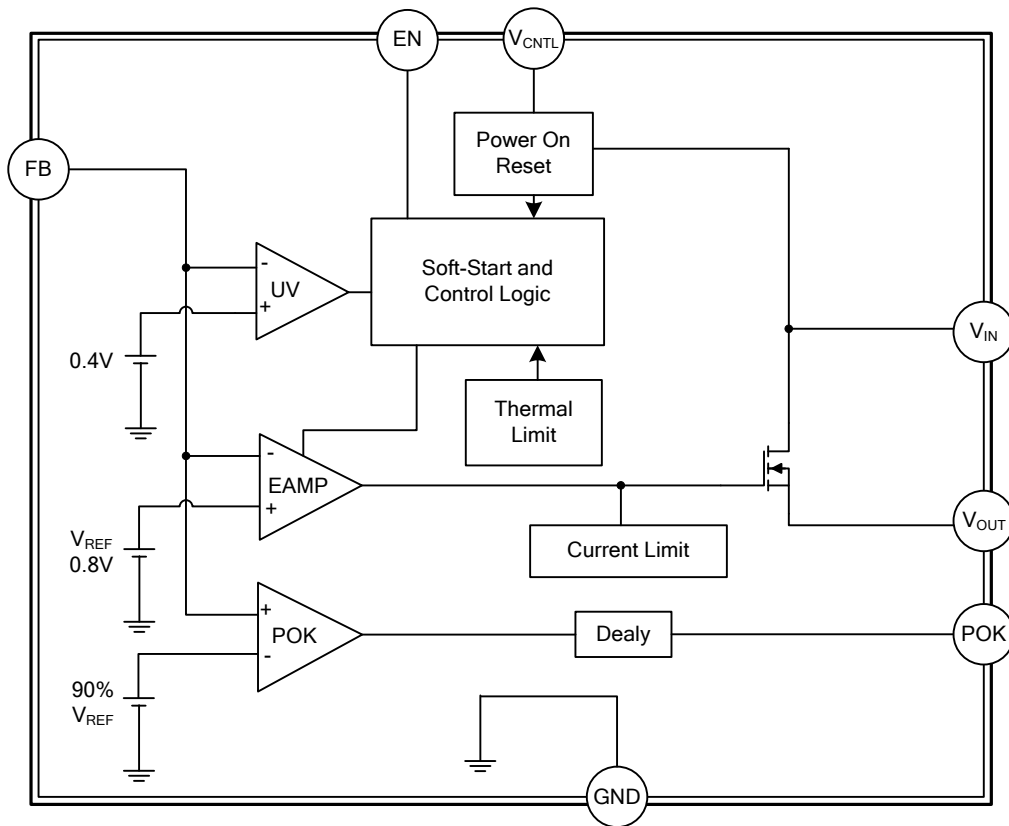 EN
VCNTL
Power On
Reset
FB
-
UV
+
Soft-Start and
Control Logic
0.4V
VIN
Thermal
Limit
-
EAMP
+
VREF
0.8V
Current Limit
VOUT
+
POK
-
Dealy
POK
90%
VREF
GND